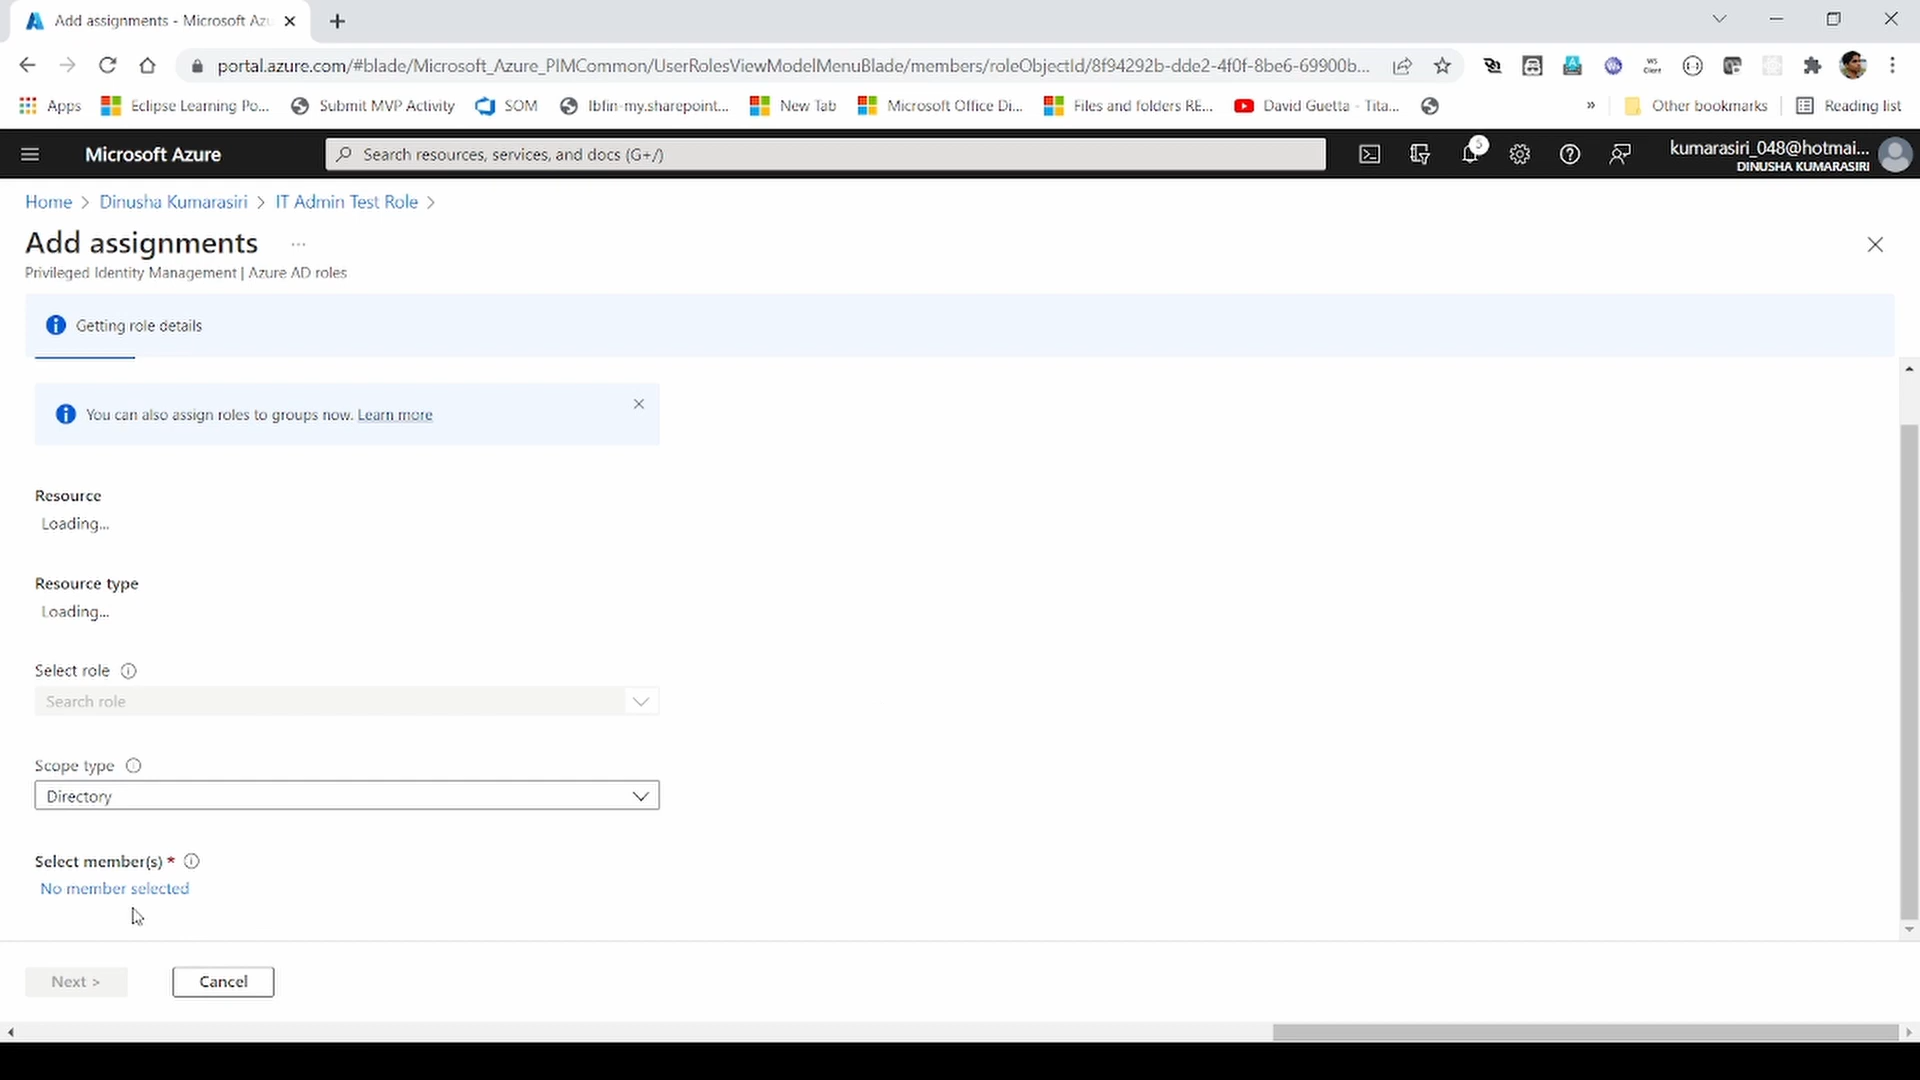 Add assignments - Microsoft Azu
portal.azure.com/#blade/Microsoft_Azure_PIMCommon/UserRolesViewModelMenuBlade/members/roleObjectId/8f94292b-dde2-4f0f-8be6-69900b...
Apps
Eclipse Learning Po...
Submit MVP Activity
SOM
lbfin-my.sharepoint...
New Tab
Microsoft Office Di...
Files and folders RE...
David Guetta - Tita...
»
Other bookmarks
Reading list
Microsoft Azure
Search resources, services, and docs (G+/)
5
kumarasiri_048@hotmai...
DINUSHA KUMARASIRI
Home > Dinusha Kumarasiri > IT Admin Test Role >
Add assignments ...
Privileged Identity Management | Azure AD roles
Getting role details
You can also assign roles to groups now. Learn more
Resource
Loading...
Resource type
Loading...
Select role
Search role
Scope type
Directory
Select member(s) *
No member selected
Next >
Cancel